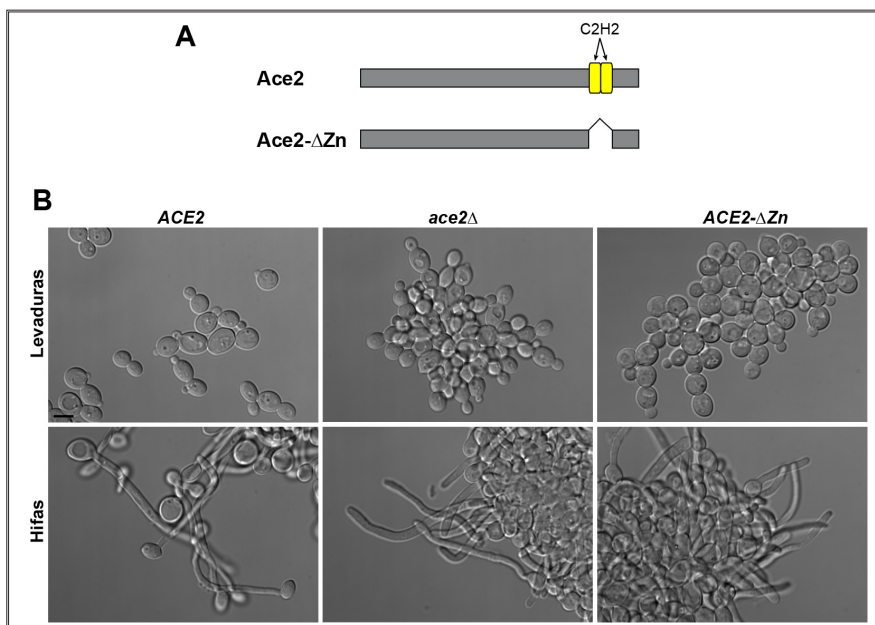 A
C2H2
Ace2
Ace2-ΔZn
B
ACE2 ace2Δ ACE2-ΔZn
Levaduras
Hifas